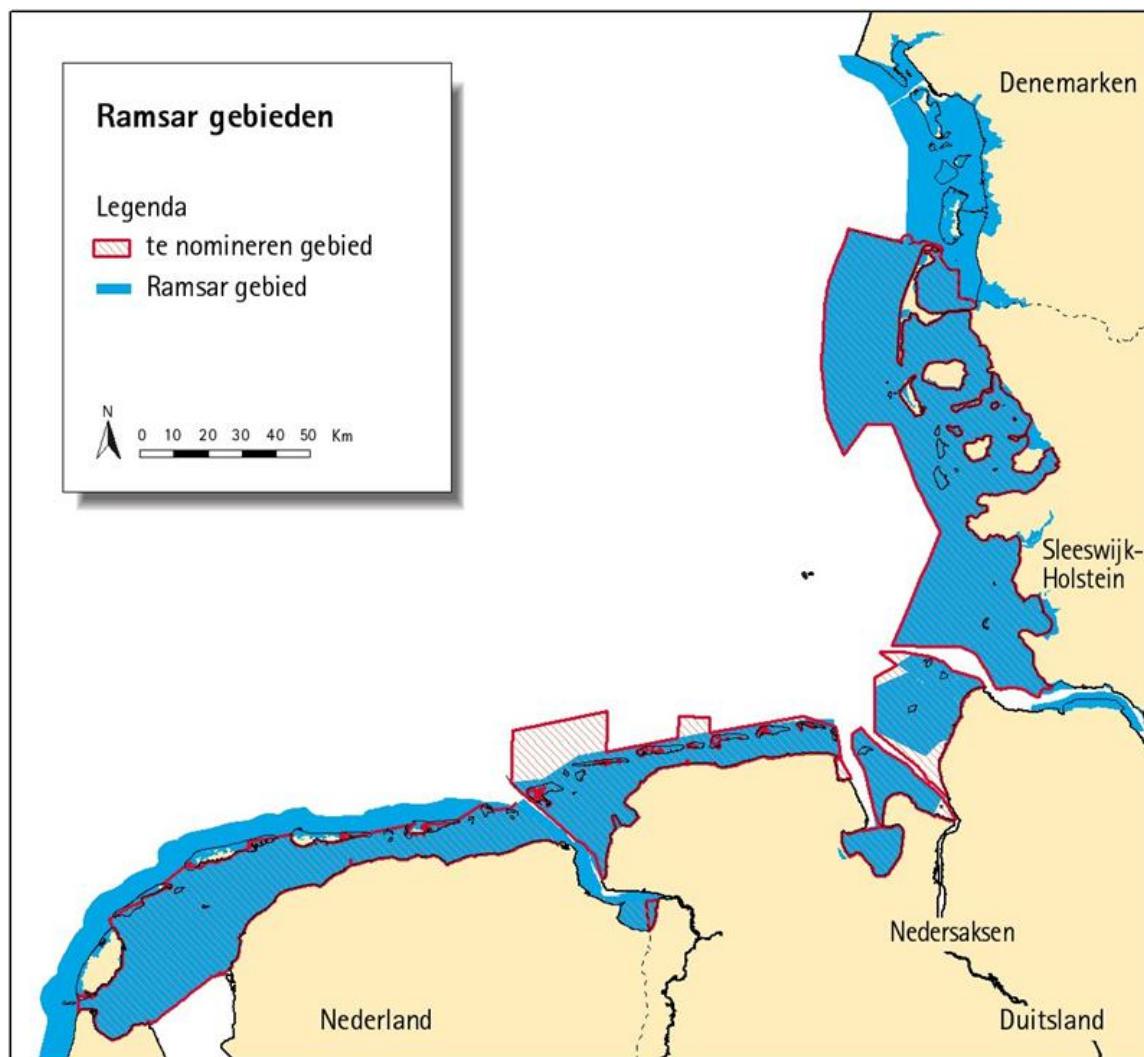 Ramsar gebieden
Legenda
te nomineren gebied
Ramsar gebied
N
0 10 20 30 40 50 Km
Denemarken
Sleeswijk-
Holstein
Nedersaksen
Nederland
Duitsland